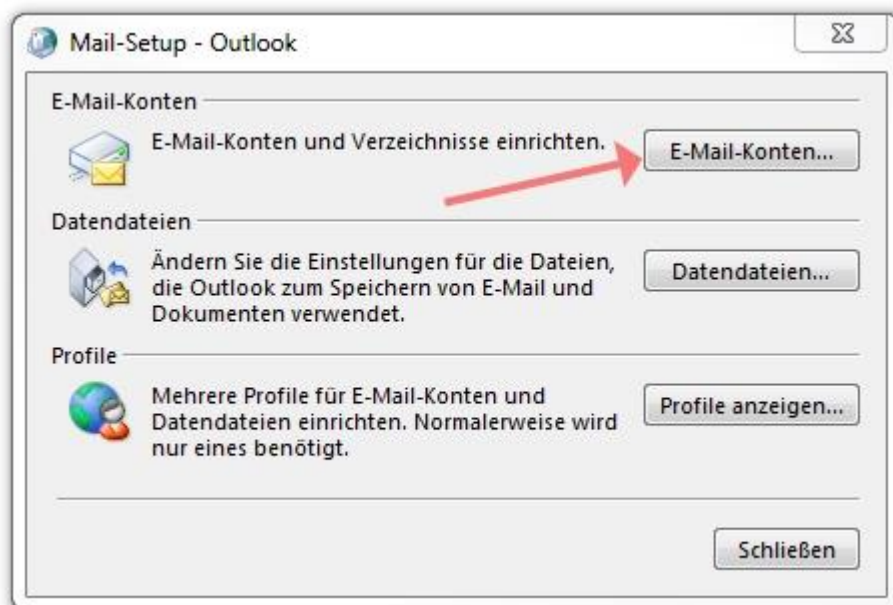 Mail-Setup - Outlook
E-Mail-Konten
E-Mail-Konten und Verzeichnisse einrichten.
E-Mail-Konten...
Datendateien
Ändern Sie die Einstellungen für die Dateien,
die Outlook zum Speichern von E-Mail und
Dokumenten verwendet.
Datendateien...
Profile
Mehrere Profile für E-Mail-Konten und
Datendateien einrichten. Normalerweise wird
nur eines benötigt.
Profile anzeigen...
Schließen